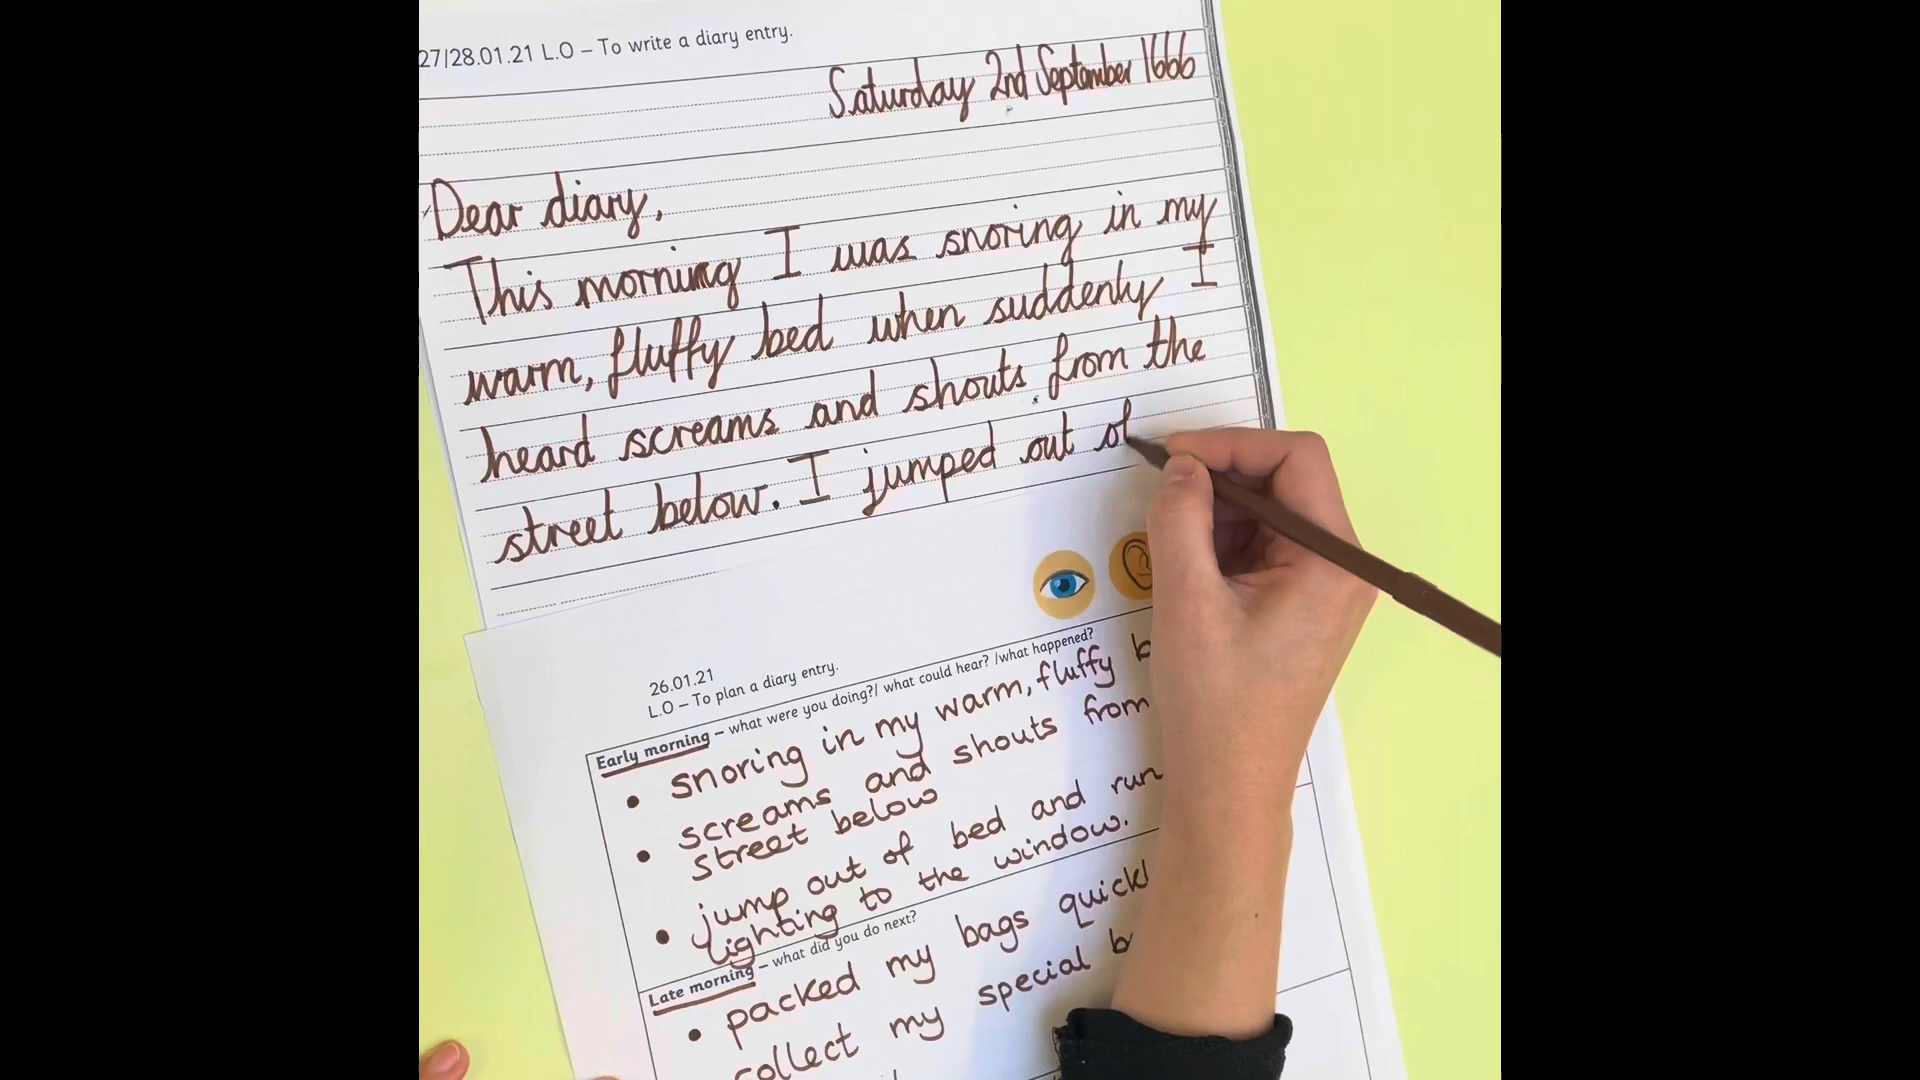 27/28.01.21 L.O – To write a diary entry.
Saturday 2nd September 1666
Dear diary,
This morning I was snoring in my
warm, fluffy bed when suddenly I
heard screams and shouts from the
street below. I jumped out of
26.01.21
L.O – To plan a diary entry.
Early morning – what were you doing?/ what could hear? /what happened?
• snoring in my warm, fluffy b
• screams and shouts from
street below
• jump out of bed and run
lighting to the window.
Late morning – what did you do next?
• packed my bags quickl
collect my special b